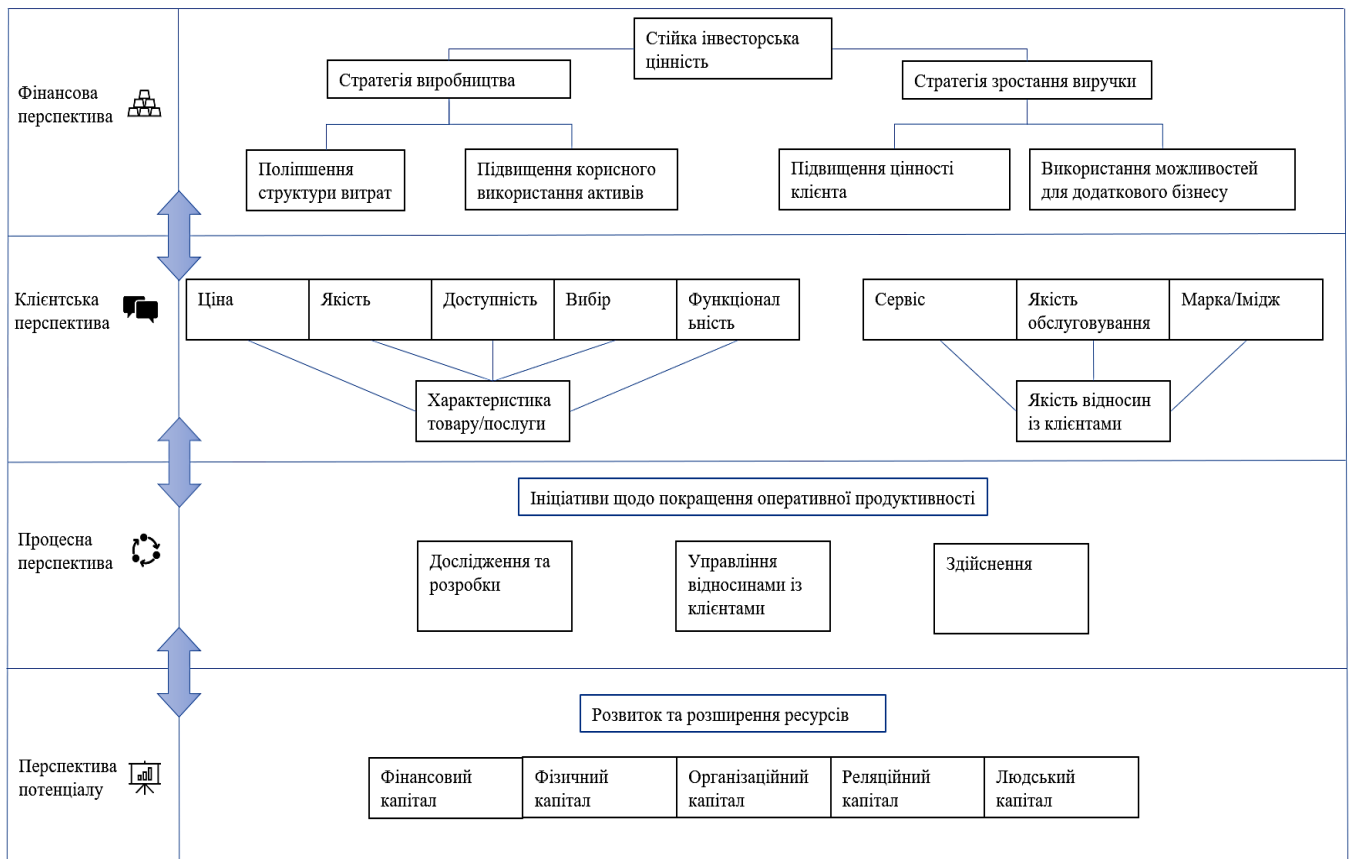 Стійка інвесторська
цінність
Стратегія виробництва
Стратегія зростання виручки
Фінансова
перспектива
Поліпшення
структури витрат
Підвищення корисного
використання активів
Підвищення цінності
клієнта
Використання можливостей
для додаткового бізнесу
Клієнтська
перспектива
Ціна
Якість
Доступність
Вибір
Функціонал
ьність
Сервіс
Якість
обслуговування
Марка/Імідж
Характеристика
товару/послуги
Якість відносин
із клієнтами
Ініціативи щодо покращення оперативної продуктивності
Процесна
перспектива
Дослідження та
розробки
Управління
відносинами із
клієнтами
Здійснення
Розвиток та розширення ресурсів
Перспектива
потенціалу
Фінансовий
капітал
Фізичний
капітал
Організаційний
капітал
Реляційний
капітал
Людський
капітал